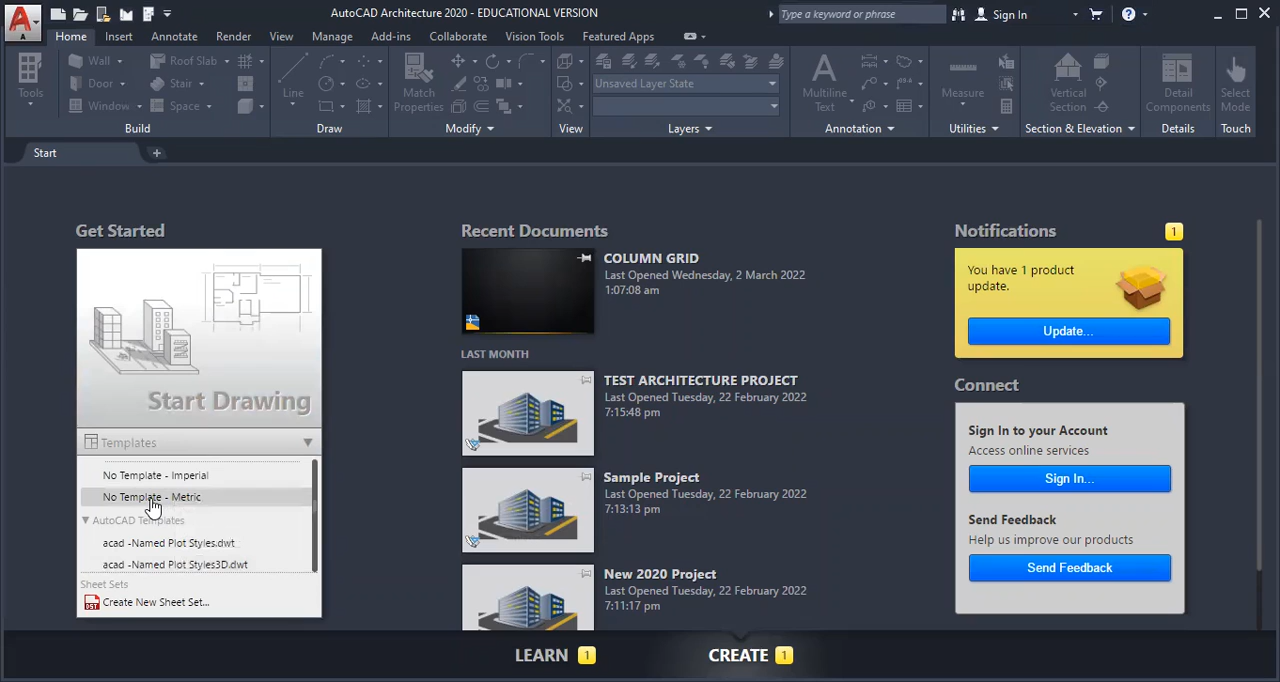 AutoCAD Architecture 2020 - EDUCATIONAL VERSION
Type a keyword or phrase
Sign In
A
Home Insert Annotate Render View Manage Add-ins Collaborate Vision Tools Featured Apps
Tools
Wall Roof Slab
Door Stair
Window Space
Line
Match Properties
Unsaved Layer State
Multiline Text
Measure
Vertical Section
Detail Components
Select Mode
Build Draw Modify View Layers Annotation Utilities Section & Elevation Details Touch
Start
Get Started
Start Drawing
Templates
No Template - Imperial
No Template - Metric
AutoCAD Templates
acad -Named Plot Styles.dwt
acad -Named Plot Styles3D.dwt
Sheet Sets
DST Create New Sheet Set...
Recent Documents
COLUMN GRID
Last Opened Wednesday, 2 March 2022
1:07:08 am
LAST MONTH
TEST ARCHITECTURE PROJECT
Last Opened Tuesday, 22 February 2022
7:15:48 pm
Sample Project
Last Opened Tuesday, 22 February 2022
7:13:13 pm
New 2020 Project
Last Opened Tuesday, 22 February 2022
7:11:17 pm
Notifications 1
You have 1 product
update.
Update...
Connect
Sign In to your Account
Access online services
Sign In...
Send Feedback
Help us improve our products
Send Feedback
LEARN 1 CREATE 1